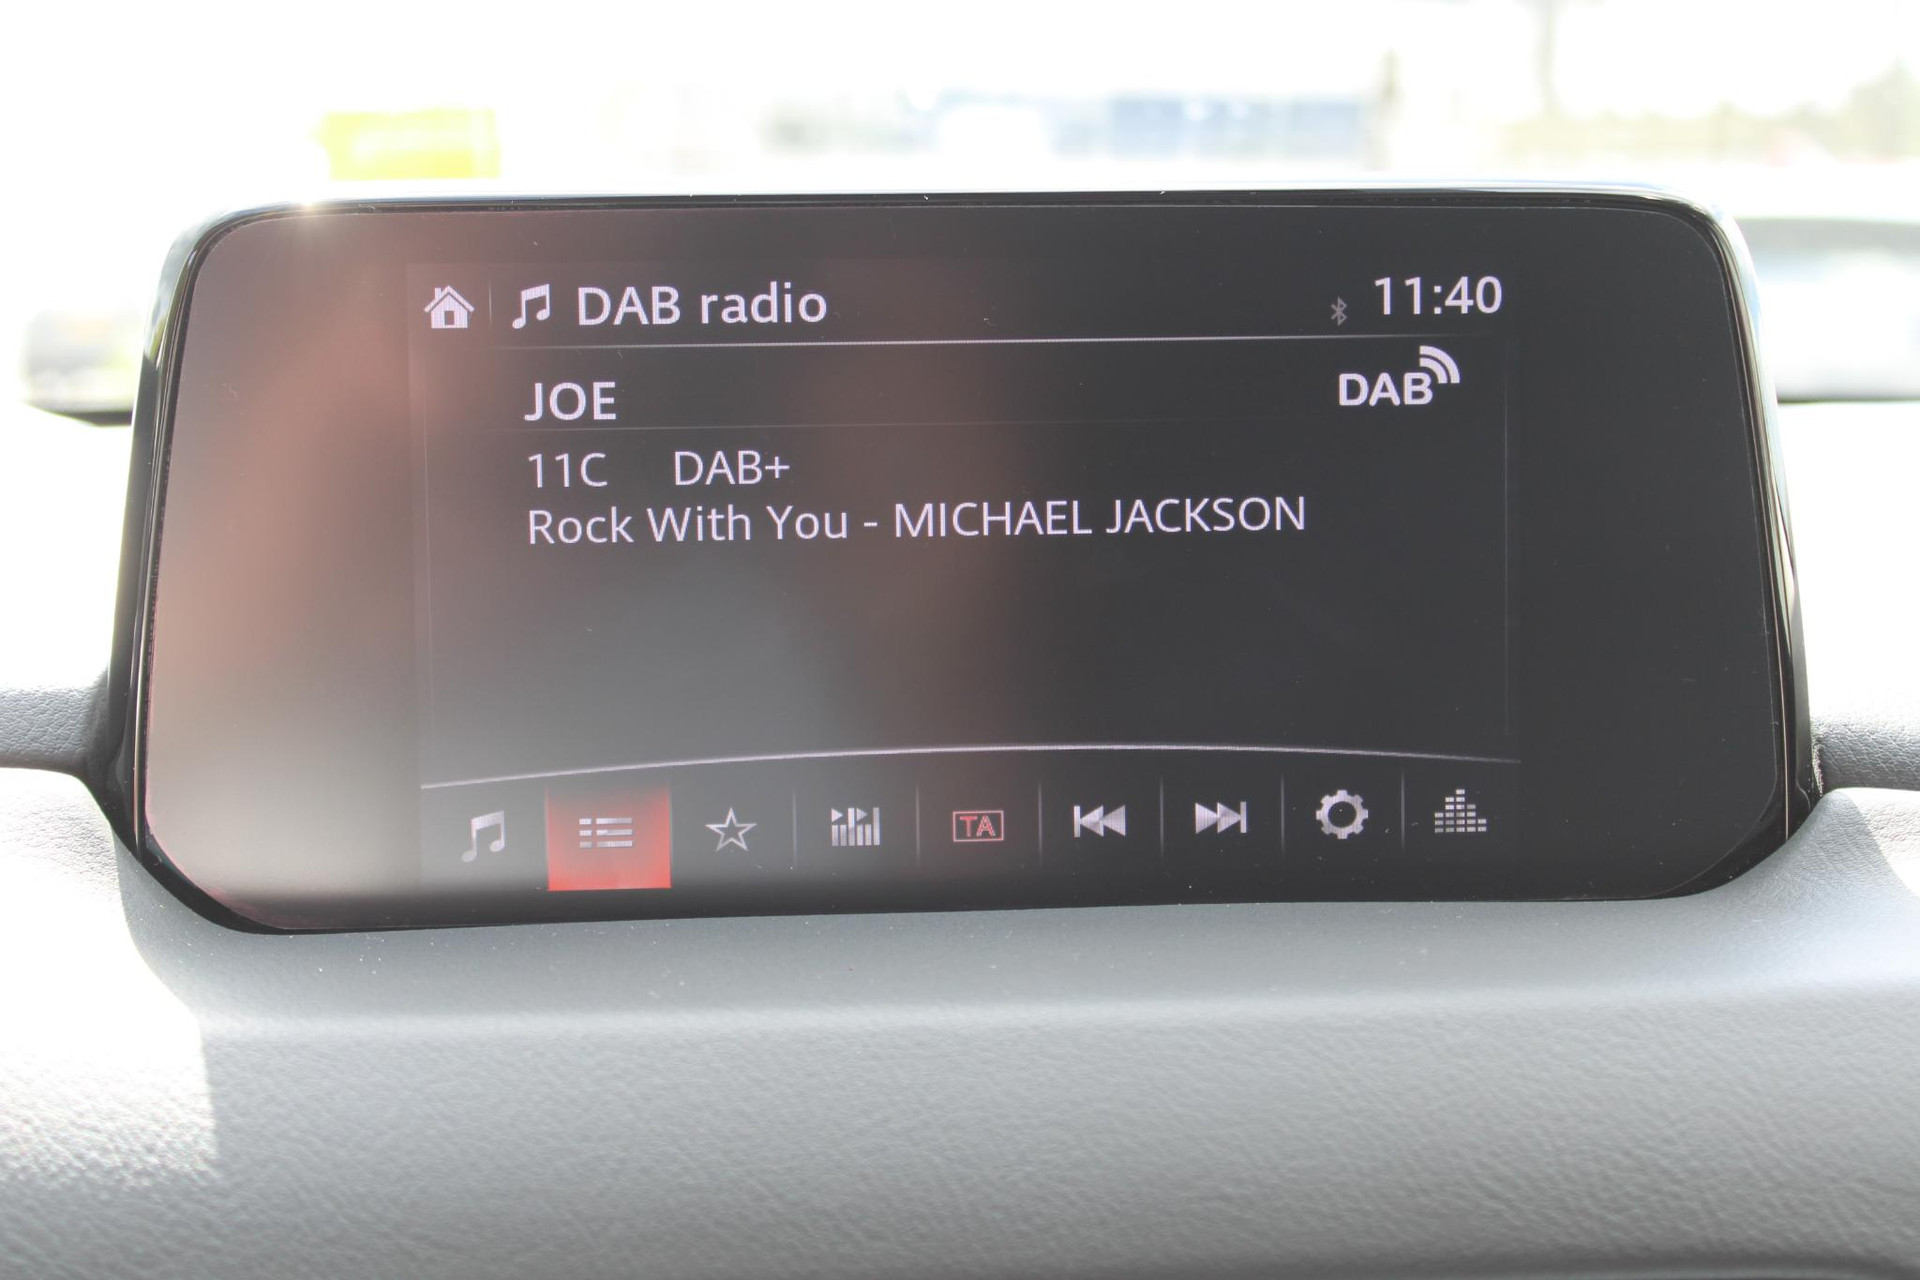 DAB radio 11:40
JOE DAB
11C DAB+
Rock With You - MICHAEL JACKSON
TA